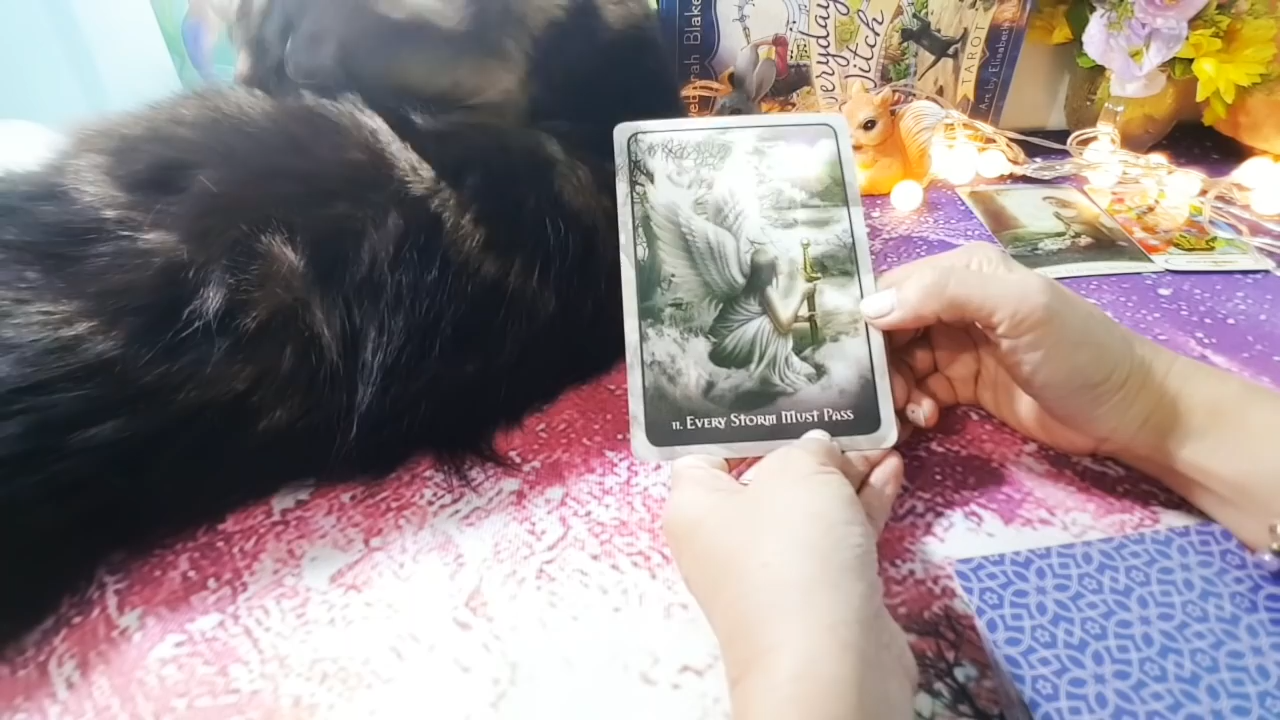 Deborah Blake
Everyday
Witch
TAROT
Art by Elisabeth
11. EVERY STORM MUST PASS